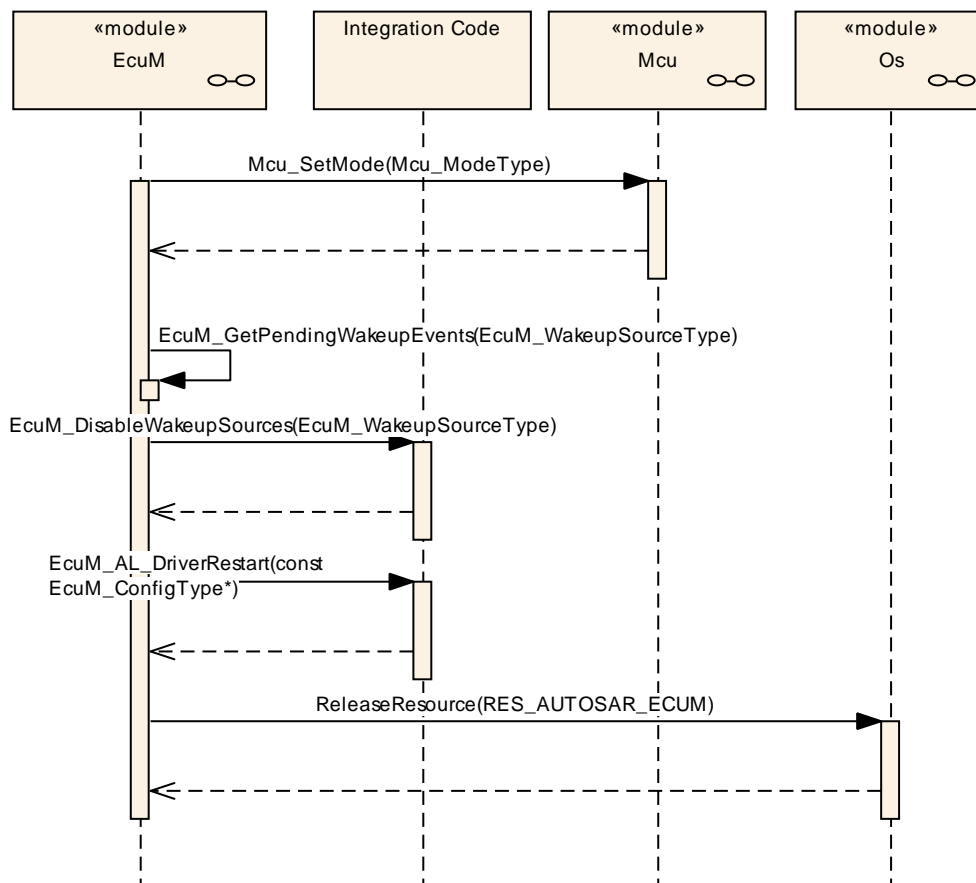 «module»
EcuM
Integration Code
«module»
Mcu
«module»
Os
Mcu_SetMode(Mcu_ModeType)
EcuM_GetPendingWakeupEvents(EcuM_WakeupSourceType)
EcuM_DisableWakeupSources(EcuM_WakeupSourceType)
EcuM_AL_DriverRestart(const
EcuM_ConfigType*)
ReleaseResource(RES_AUTOSAR_ECUM)